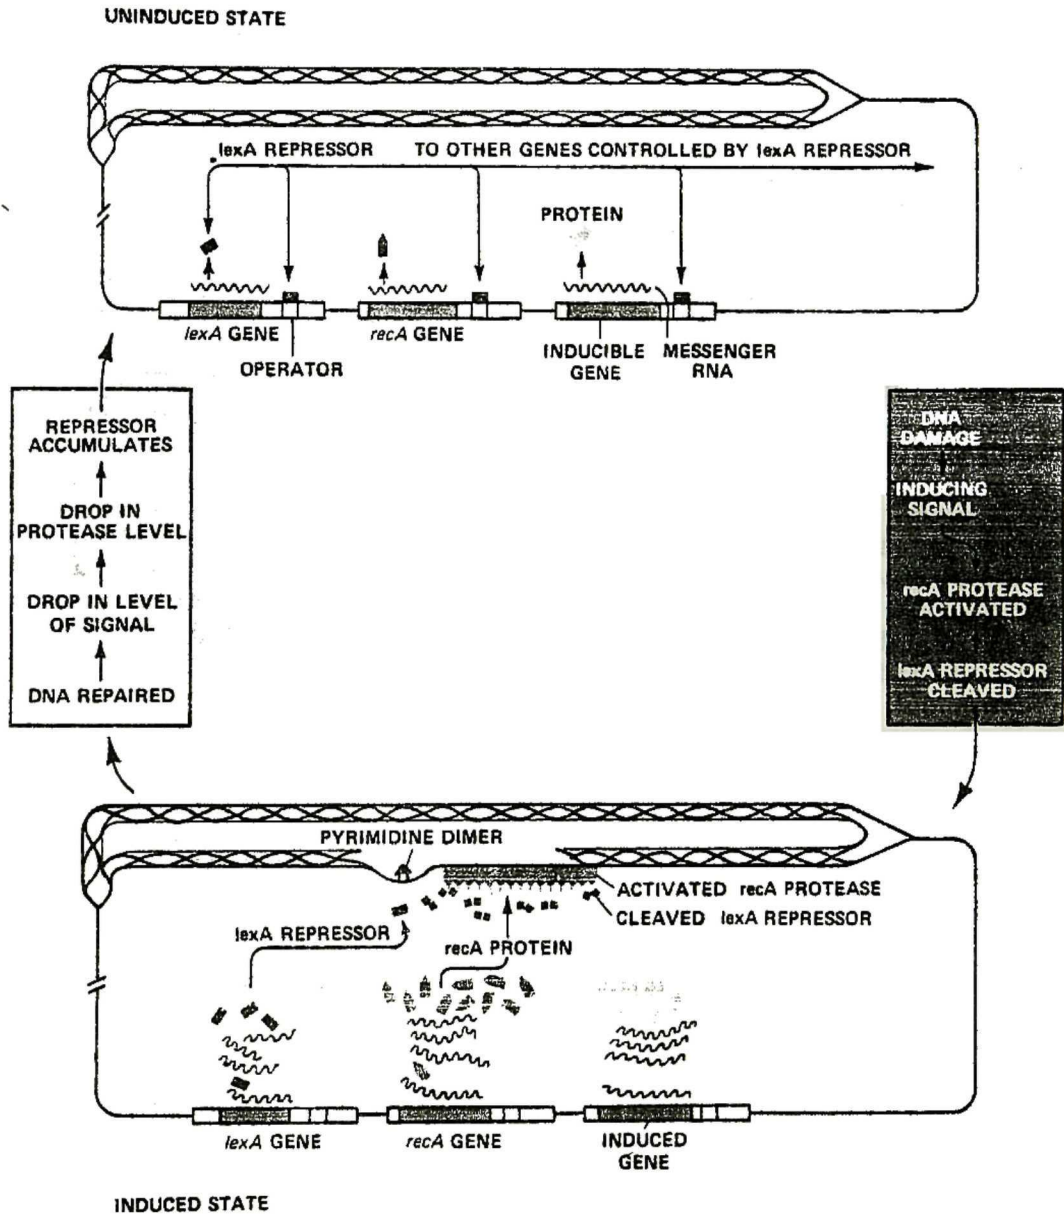 UNINDUCED STATE
lexA REPRESSOR
TO OTHER GENES CONTROLLED BY lexA REPRESSOR
PROTEIN
lexA GENE
recA GENE
OPERATOR
INDUCIBLE
GENE
MESSENGER
RNA
REPRESSOR
ACCUMULATES
DROP IN
PROTEASE LEVEL
DROP IN LEVEL
OF SIGNAL
DNA REPAIRED
DNA
DAMAGE
INDUCING
SIGNAL
recA PROTEASE
ACTIVATED
lexA REPRESSOR
CLEAVED
PYRIMIDINE DIMER
ACTIVATED recA PROTEASE
CLEAVED lexA REPRESSOR
lexA REPRESSOR
recA PROTEIN
lexA GENE
recA GENE
INDUCED
GENE
INDUCED STATE